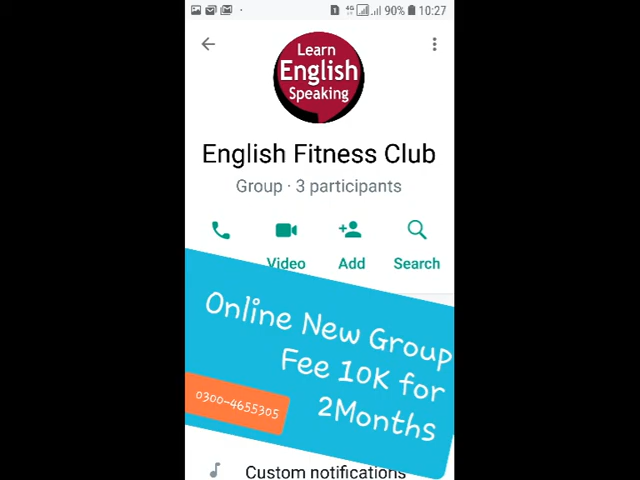 90% 10:27
Learn
English
Speaking
English Fitness Club
Group · 3 participants
Video Add Search
Online New Group
Fee 10K for
2Months
0300-4655305
Custom notifications